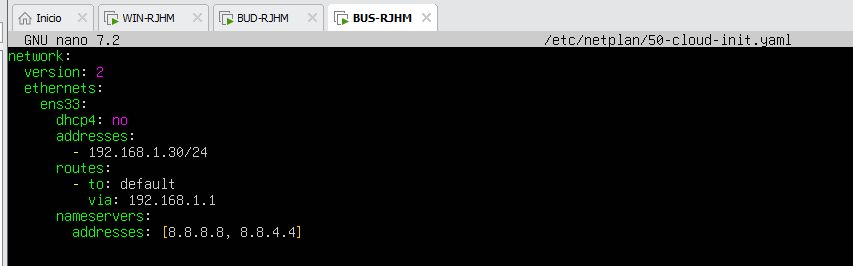 Inicio WIN-RJHM BUD-RJHM BUS-RJHM
GNU nano 7.2 /etc/netplan/50-cloud-init.yaml
network:
  version: 2
  ethernets:
    ens33:
      dhcp4: no
      addresses:
        - 192.168.1.30/24
      routes:
        - to: default
          via: 192.168.1.1
      nameservers:
        addresses: [8.8.8.8, 8.8.4.4]